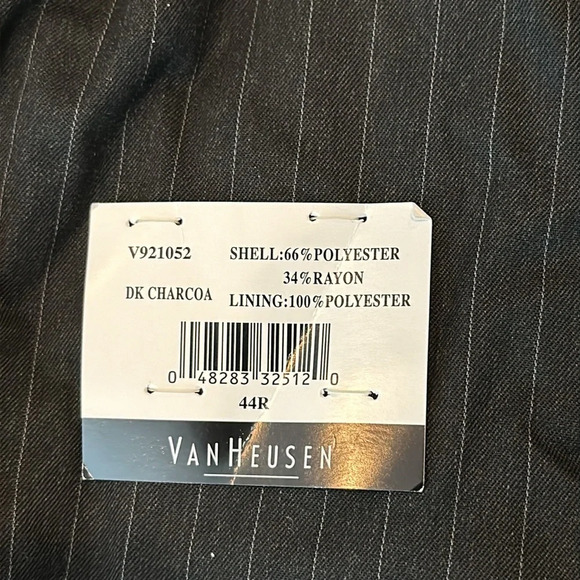 V921052 SHELL:66%POLYESTER
34%RAYON
DK CHARCOA LINING:100%POLYESTER
0 48283 32512 0
44R
VANHEUSEN